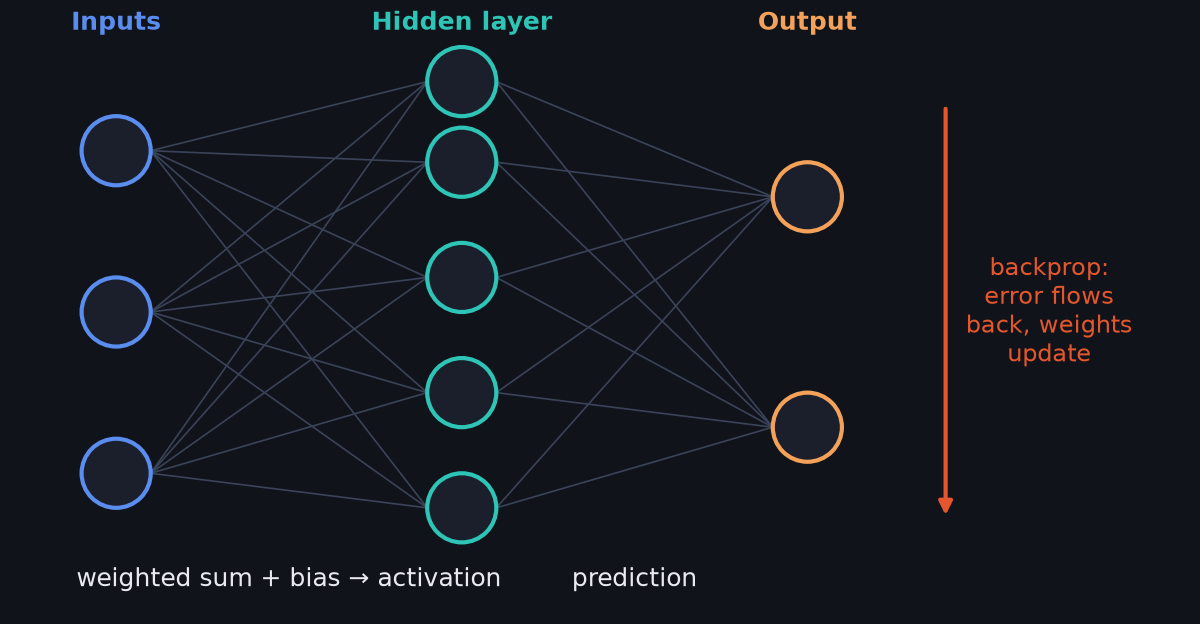 Inputs
Hidden layer
Output
backprop:
error flows
back, weights
update
weighted sum + bias → activation
prediction